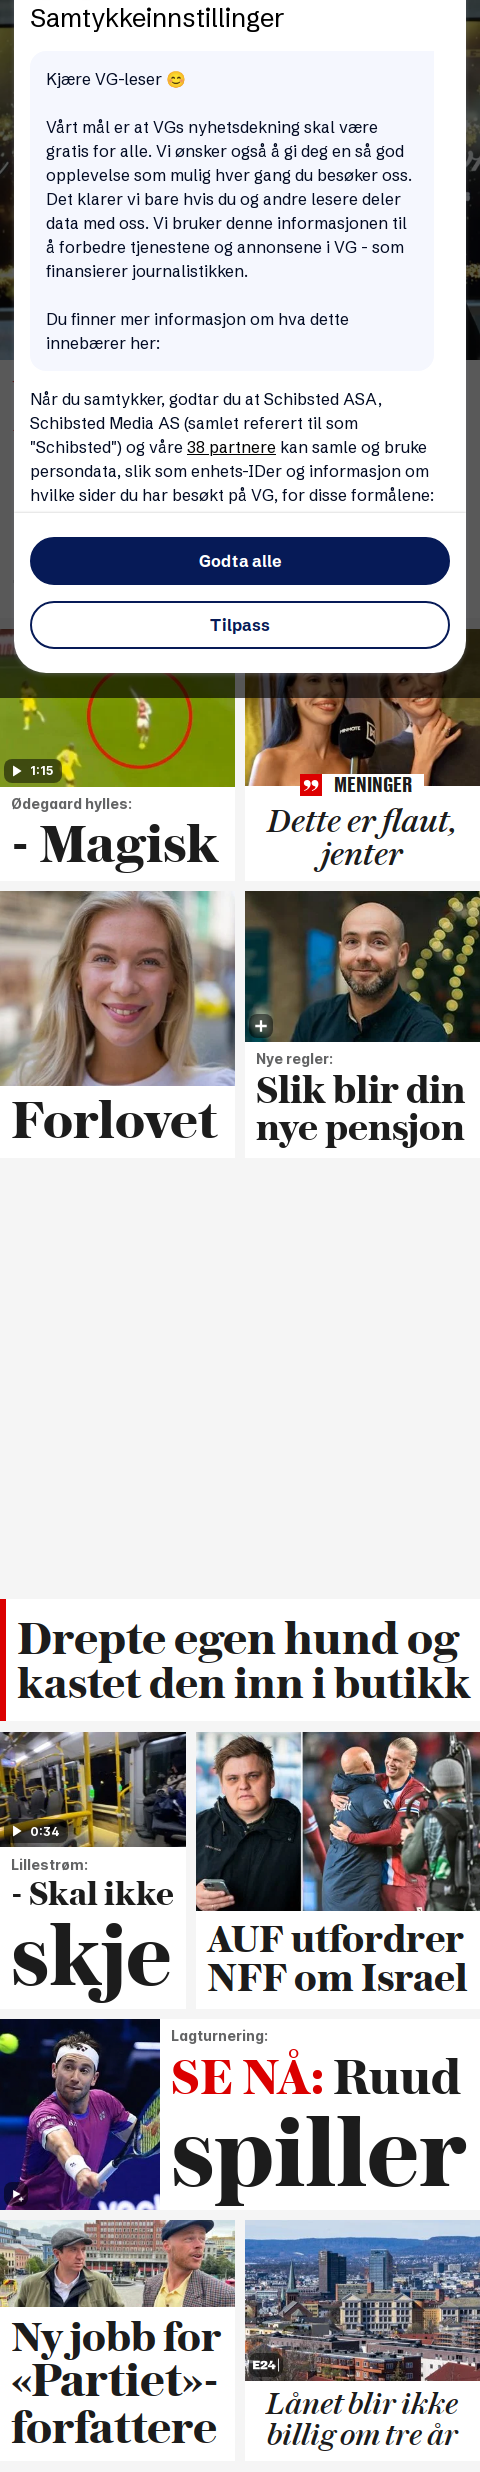 Samtykkeinnstillinger
Kjære VG-leser 😊
Vårt mål er at VGs nyhetsdekning skal være
gratis for alle. Vi ønsker også å gi deg en så god
opplevelse som mulig hver gang du besøker oss.
Det klarer vi bare hvis du og andre lesere deler
data med oss. Vi bruker denne informasjonen til
å forbedre tjenestene og annonsene i VG - som
finansierer journalistikken.
Du finner mer informasjon om hva dette
innebærer her:
Når du samtykker, godtar du at Schibsted ASA,
Schibsted Media AS (samlet referert til som
"Schibsted") og våre 38 partnere kan samle og bruke
persondata, slik som enhets-IDer og informasjon om
hvilke sider du har besøkt på VG, for disse formålene:
Godta alle
Tilpass
1:15
Ødegaard hylles:
- Magisk
MENINGER
Dette er flaut,
jenter
Forlovet
Nye regler:
Slik blir din
nye pensjon
Drepte egen hund og
kastet den inn i butikk
0:34
Lillestrøm:
- Skal ikke
skje
AUF utfordrer
NFF om Israel
Lagturnering:
SE NÅ: Ruud
spiller
Ny jobb for
«Partiet»-
forfattere
E24
Lånet blir ikke
billig om tre år